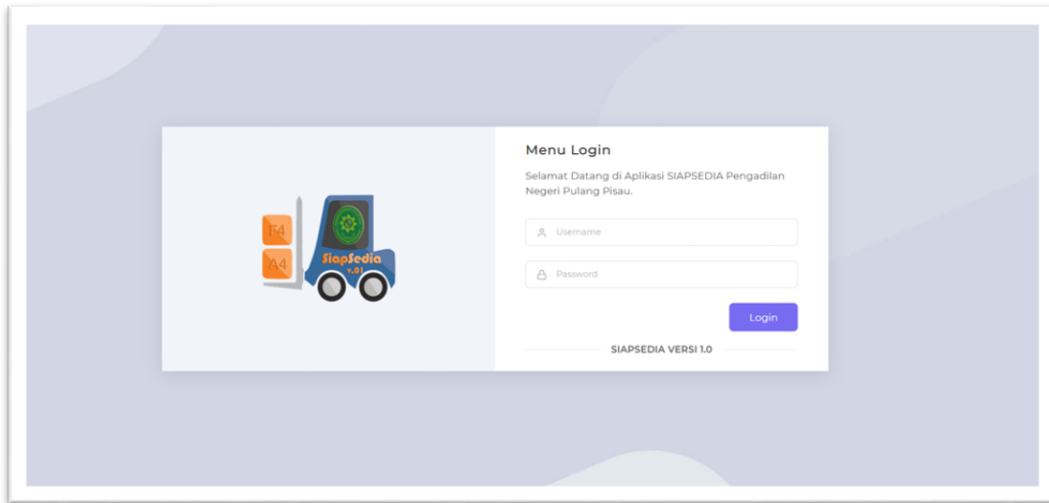 F4
A4
SiapSedia
v.01
Menu Login
Selamat Datang di Aplikasi SIAPSEDIA Pengadilan
Negeri Pulang Pisau.
Username
Password
Login
SIAPSEDIA VERSI 1.0